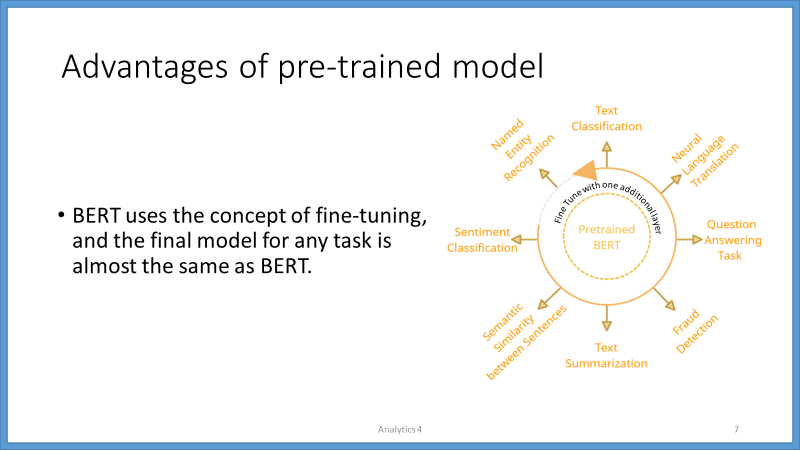 Advantages of pre-trained model
• BERT uses the concept of fine-tuning,
and the final model for any task is
almost the same as BERT.
Text
Classification
Neural
Language
Translation
Question
Answering
Task
Fraud
Detection
Text
Summarization
Semantic
Similarity
between Sentences
Sentiment
Classification
Named
Entity
Recognition
Fine Tune with one additional layer
Pretrained
BERT
Analytics 4
7